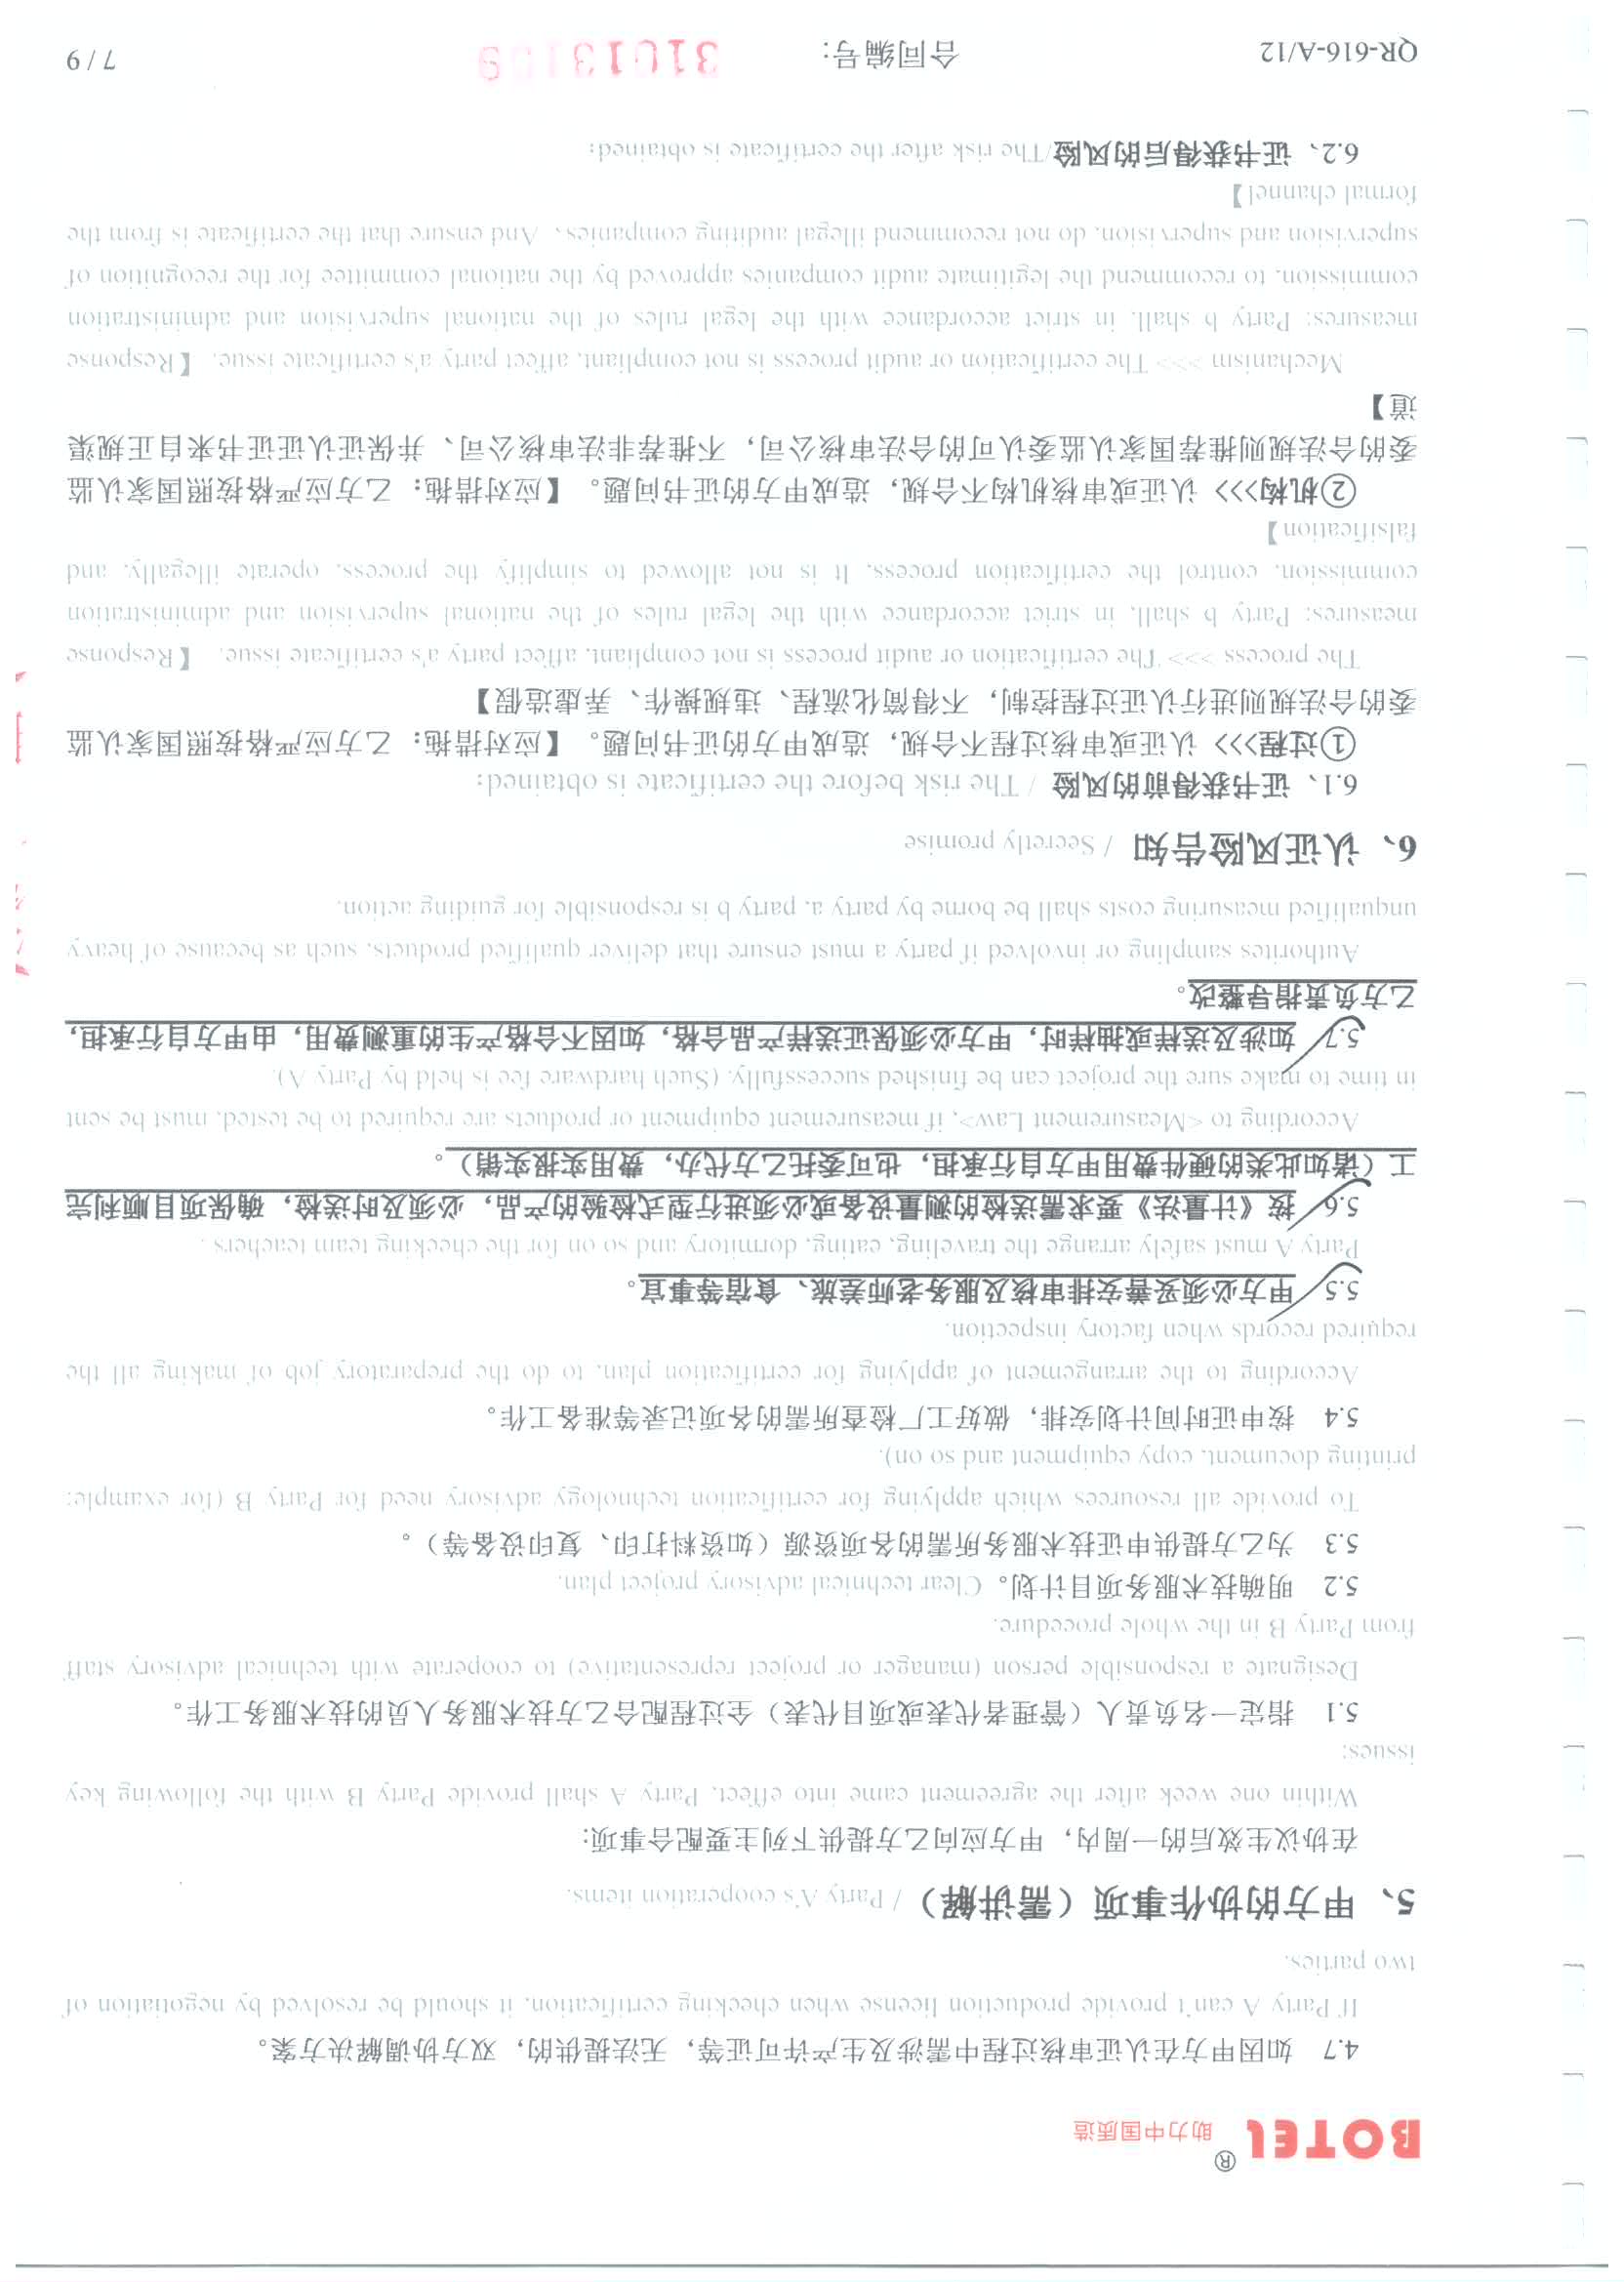 BOTEL® 助力中国质造
4.7 如因甲方在认证审核过程中需涉及生产许可证等，无法提供的，双方协调解决方案。
If Party A can't provide production license when checking certification, it should be resolved by negotiation of
two parties.
5、甲方的协作事项（需讲解）/ Party A's cooperation items.
在协议生效后的一周内，甲方应向乙方提供下列主要配合事项:
Within one week after the agreement came into effect, Party A shall provide Party B with the following key
issues:
5.1 指定一名负责人（管理者代表或项目代表）全过程配合乙方技术服务人员的技术服务工作。
Designate a responsible person (manager or project representative) to cooperate with technical advisory staff
from Party B in the whole procedure.
5.2 明确技术服务项目计划。Clear technical advisory project plan.
5.3 为乙方提供申证技术服务所需的各项资源（如资料打印、复印设备等）。
To provide all resources which applying for certification technology advisory need for Party B (for example:
printing document, copy equipment and so on).
5.4 按申证时间计划安排，做好工厂检查所需的各项记录等准备工作。
According to the arrangement of applying for certification plan, to do the preparatory job of making all the
required records when factory inspection.
5.5 甲方必须妥善安排审核及服务老师差旅、食宿等事宜。
Party A must safely arrange the traveling, eating, dormitory and so on for the checking team teachers .
5.6 按《计量法》要求需送检的测量设备或必须进行型式检验的产品，必须及时送检，确保项目顺利完
工（诸如此类的硬件费用甲方自行承担，也可委托乙方代办，费用实报实销）。
According to <Measurement Law>, if measurement equipment or products are required to be tested, must be sent
in time to make sure the project can be finished successfully. (Such hardware fee is held by Party A).
5.7 如涉及送样或抽样时，甲方必须保证送样产品合格，如因不合格产生的重测费用，由甲方自行承担，
乙方负责指导整改。
Authorites sampling or involved if party a must ensure that deliver qualified products, such as because of heavy
unqualified measuring costs shall be borne by party a, party b is responsible for guiding action.
6、认证风险告知 / Secretly promise
6.1、证书获得前的风险 / The risk before the certificate is obtained:
①过程>>> 认证或审核过程不合规，造成甲方的证书问题。【应对措拖：乙方应严格按照国家认监
委的合法规则进行认证过程控制，不得简化流程、违规操作、弄虚造假】
The process >>> The certification or audit process is not compliant, affect party a's certificate issue. 【Response
measures: Party b shall, in strict accordance with the legal rules of the national supervision and administration
commission, control the certification process. It is not allowed to simplify the process, operate illegally, and
falsification】
②机构>>> 认证或审核机构不合规，造成甲方的证书问题。【应对措拖：乙方应严格按照国家认监
委的合法规则推荐国家认监委认可的合法审核公司，不推荐非法审核公司、并保证认证证书来自正规渠
道】
Mechanism >>> The certification or audit process is not compliant, affect party a's certificate issue. 【Response
measures: Party b shall, in strict accordance with the legal rules of the national supervision and administration
commission, to recommend the legitimate audit companies approved by the national committee for the recognition of
supervision and supervision, do not recommend illegal auditing companies、And ensure that the certificate is from the
formal channel】
6.2、证书获得后的风险/The risk after the certificate is obtained:
QR-616-A/12 合同编号: 7 / 9